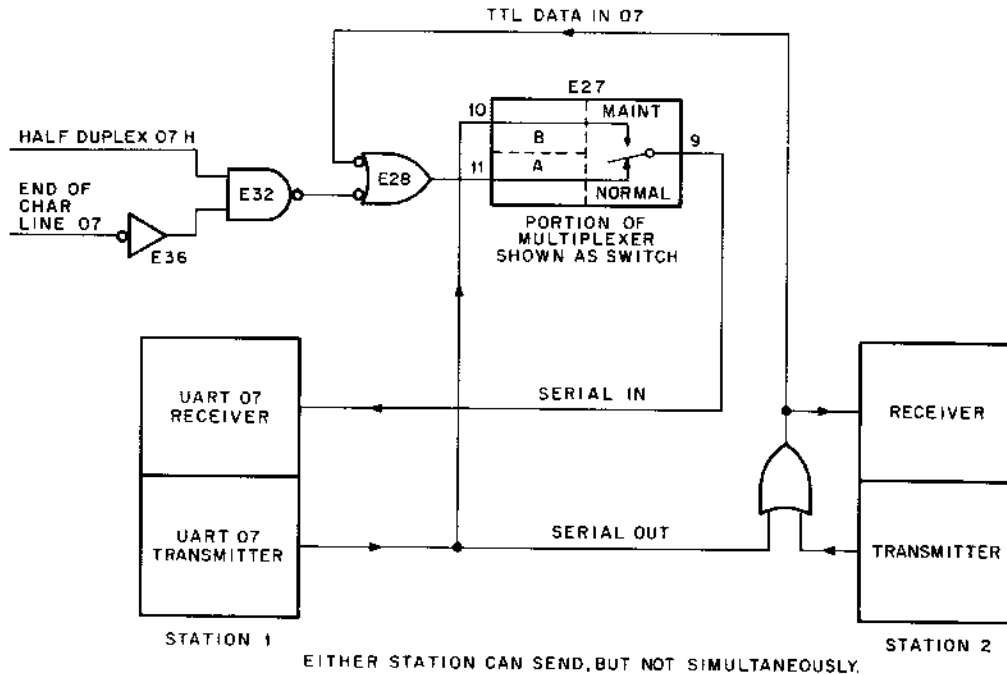 TTL DATA IN 07
E27
10
MAINT
9
B
HALF DUPLEX 07 H
11
A
E28
E32
NORMAL
END OF
CHAR
LINE 07
E36
PORTION OF
MULTIPLEXER
SHOWN AS SWITCH
UART 07
RECEIVER
SERIAL IN
RECEIVER
UART 07
TRANSMITTER
SERIAL OUT
TRANSMITTER
STATION 1
STATION 2
EITHER STATION CAN SEND, BUT NOT SIMULTANEOUSLY.